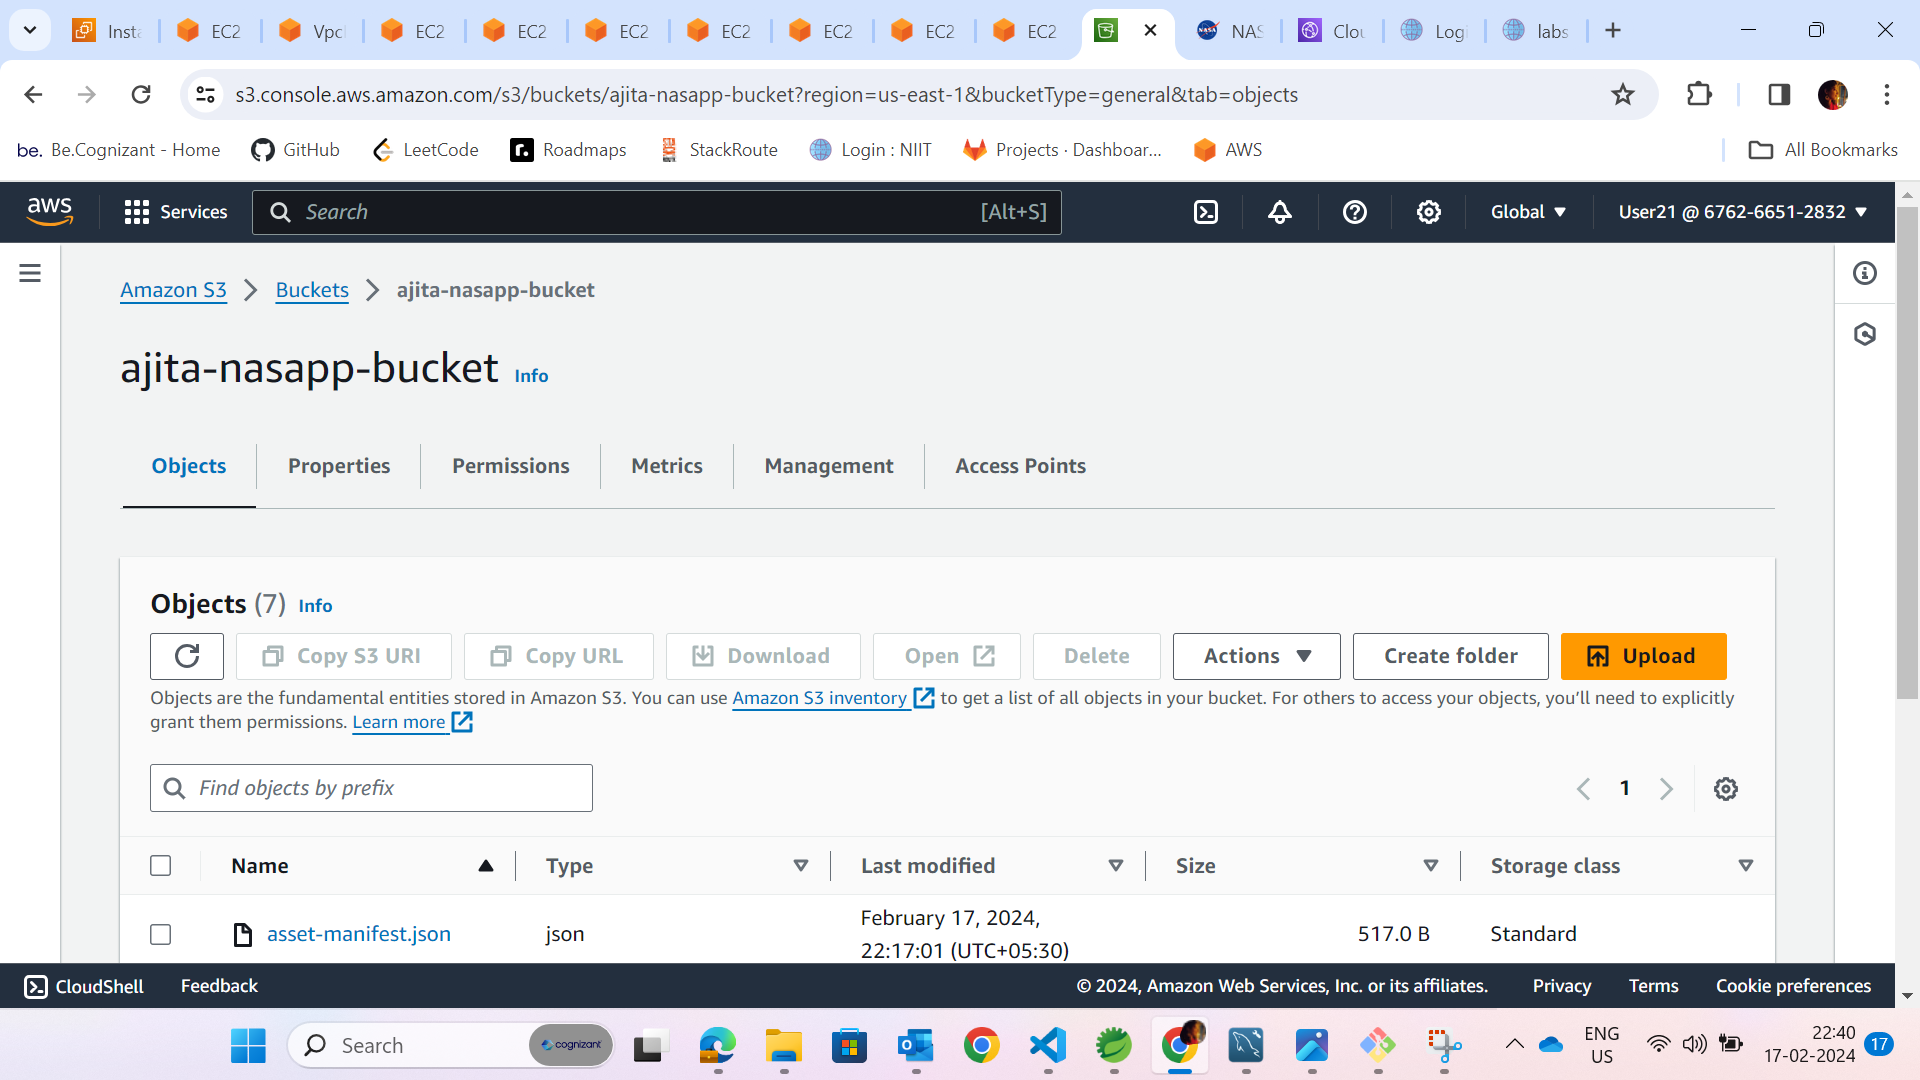 Insta
EC2
Vpc
EC2
EC2
EC2
EC2
EC2
EC2
EC2
NAS
Clou
Logi
labs
s3.console.aws.amazon.com/s3/buckets/ajita-nasapp-bucket?region=us-east-1&bucketType=general&tab=objects
be. Be.Cognizant - Home
GitHub
LeetCode
r. Roadmaps
StackRoute
Login : NIIT
Projects · Dashboar...
AWS
All Bookmarks
aws
Services
Search
[Alt+S]
Global
User21 @ 6762-6651-2832
Amazon S3
Buckets
ajita-nasapp-bucket
ajita-nasapp-bucket Info
Objects
Properties
Permissions
Metrics
Management
Access Points
Objects (7) Info
Copy S3 URI
Copy URL
Download
Open
Delete
Actions
Create folder
Upload
Objects are the fundamental entities stored in Amazon S3. You can use Amazon S3 inventory to get a list of all objects in your bucket. For others to access your objects, you’ll need to explicitly
grant them permissions. Learn more
Find objects by prefix
1
Name
Type
Last modified
Size
Storage class
asset-manifest.json
json
February 17, 2024,
22:17:01 (UTC+05:30)
517.0 B
Standard
CloudShell
Feedback
© 2024, Amazon Web Services, Inc. or its affiliates.
Privacy
Terms
Cookie preferences
Search
cognizant
ENG
US
22:40
17-02-2024
17